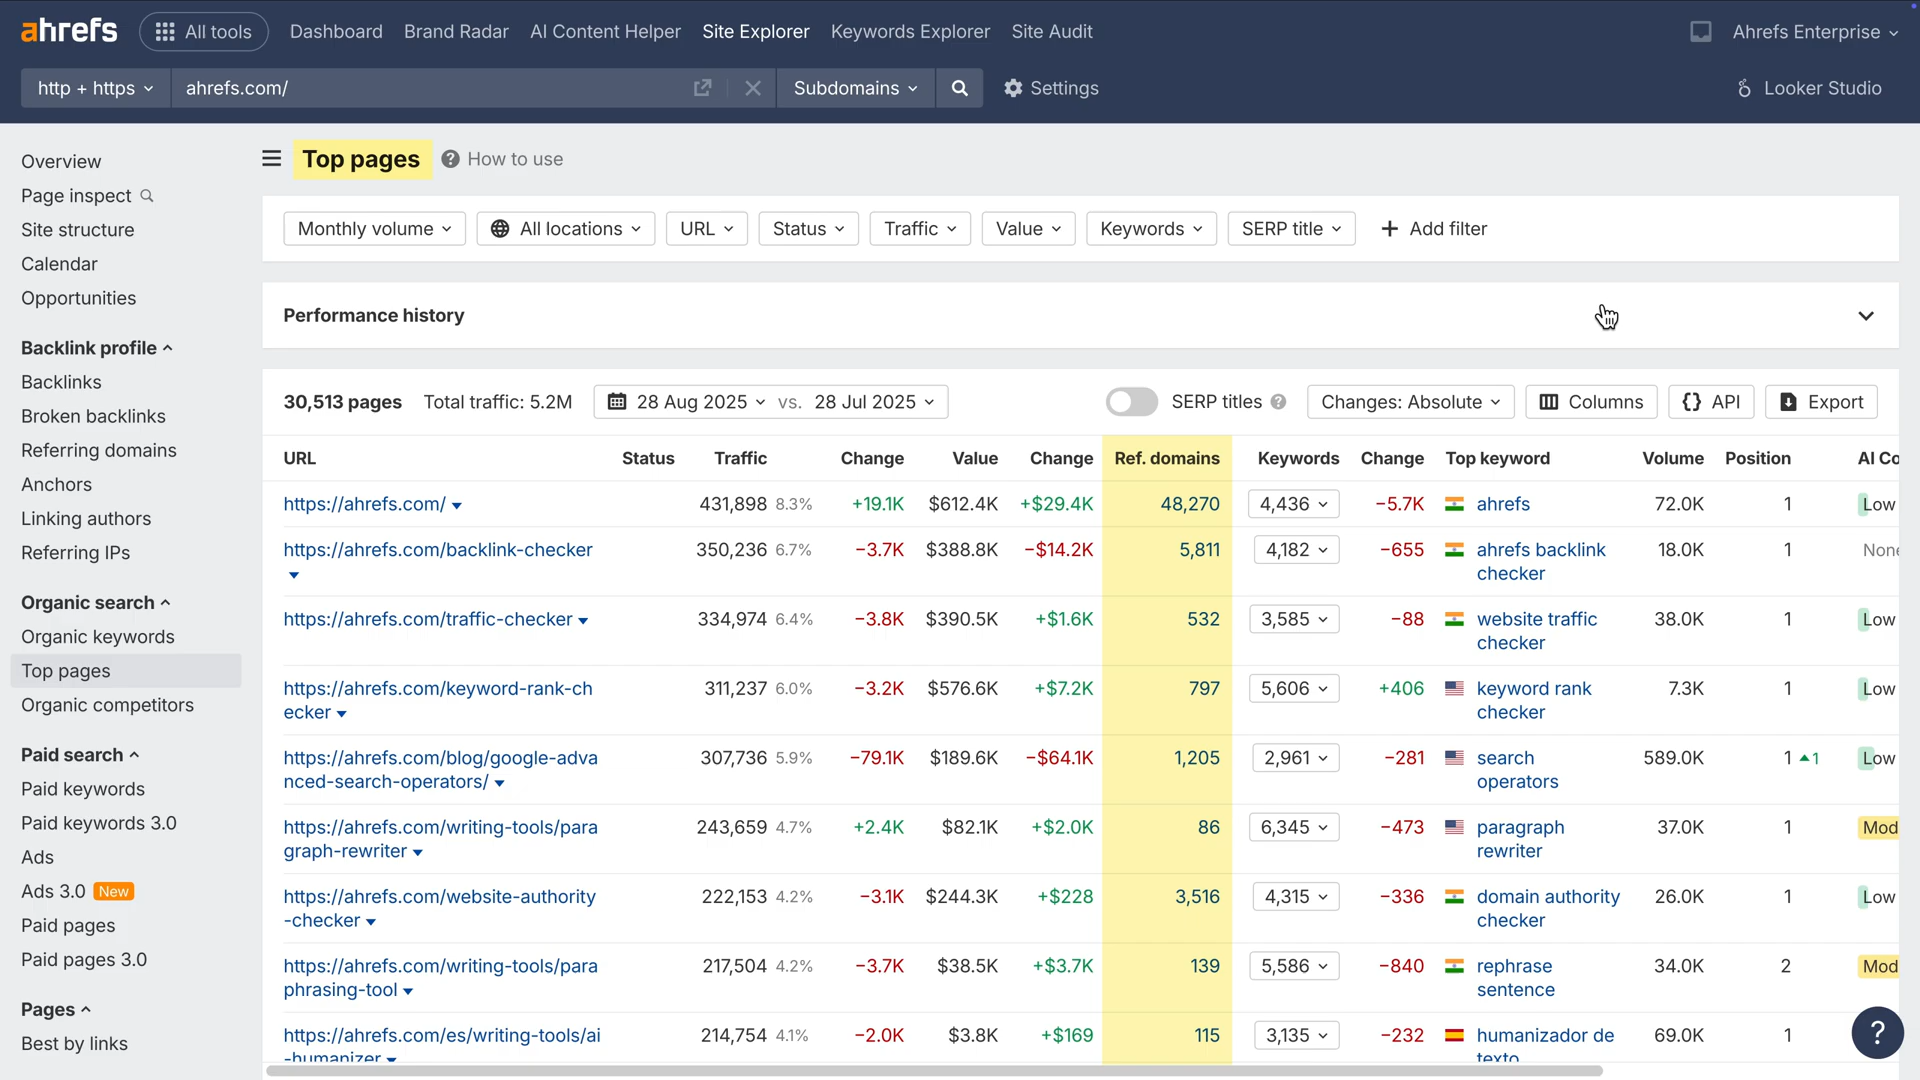 ahrefs All tools Dashboard Brand Radar AI Content Helper Site Explorer Keywords Explorer Site Audit Ahrefs Enterprise
http + https ahrefs.com/ Subdomains Settings Looker Studio
Overview
Page inspect
Site structure
Calendar
Opportunities
Backlink profile
Backlinks
Broken backlinks
Referring domains
Anchors
Linking authors
Referring IPs
Organic search
Organic keywords
Top pages
Organic competitors
Paid search
Paid keywords
Paid keywords 3.0
Ads
Ads 3.0 New
Paid pages
Paid pages 3.0
Pages
Best by links
Top pages ? How to use
Monthly volume All locations URL Status Traffic Value Keywords SERP title + Add filter
Performance history
30,513 pages Total traffic: 5.2M 28 Aug 2025 vs. 28 Jul 2025 SERP titles ? Changes: Absolute Columns {} API Export
URL Status Traffic Change Value Change Ref. domains Keywords Change Top keyword Volume Position AI Co
https://ahrefs.com/ 431,898 8.3% +19.1K $612.4K +$29.4K 48,270 4,436 −5.7K ahrefs 72.0K 1 Low
https://ahrefs.com/backlink-checker 350,236 6.7% −3.7K $388.8K −$14.2K 5,811 4,182 −655 ahrefs backlink 18.0K 1 None
checker
https://ahrefs.com/traffic-checker 334,974 6.4% −3.8K $390.5K +$1.6K 532 3,585 −88 website traffic 38.0K 1 Low
checker
https://ahrefs.com/keyword-rank-ch 311,237 6.0% −3.2K $576.6K +$7.2K 797 5,606 +406 keyword rank 7.3K 1 Low
ecker checker
https://ahrefs.com/blog/google-adva 307,736 5.9% −79.1K $189.6K −$64.1K 1,205 2,961 −281 search 589.0K 1 1 Low
nced-search-operators/ operators
https://ahrefs.com/writing-tools/para 243,659 4.7% +2.4K $82.1K +$2.0K 86 6,345 −473 paragraph 37.0K 1 Mod
graph-rewriter rewriter
https://ahrefs.com/website-authority 222,153 4.2% −3.1K $244.3K +$228 3,516 4,315 −336 domain authority 26.0K 1 Low
-checker checker
https://ahrefs.com/writing-tools/para 217,504 4.2% −3.7K $38.5K +$3.7K 139 5,586 −840 rephrase 34.0K 2 Mod
phrasing-tool sentence
https://ahrefs.com/es/writing-tools/ai 214,754 4.1% −2.0K $3.8K +$169 115 3,135 −232 humanizador de 69.0K 1
-humanizer texto
?